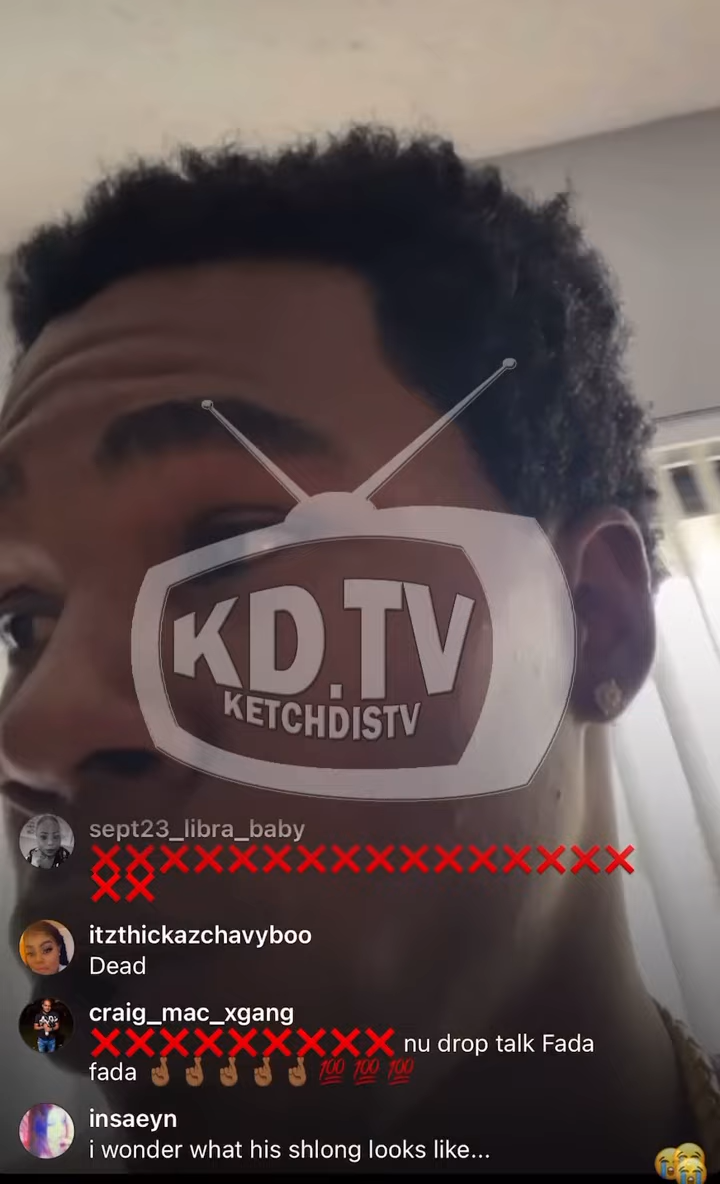 KD.TV
KETCHDISTV
sept23_libra_baby
❌❌❌❌❌❌❌❌❌❌❌❌❌❌❌❌
❌❌
itzthickazchavyboo
Dead
craig_mac_xgang
❌❌❌❌❌❌❌❌❌ nu drop talk Fada
fada 🤞🏾🤞🏾🤞🏾🤞🏾🤞🏾💯💯💯
insaeyn
i wonder what his shlong looks like...